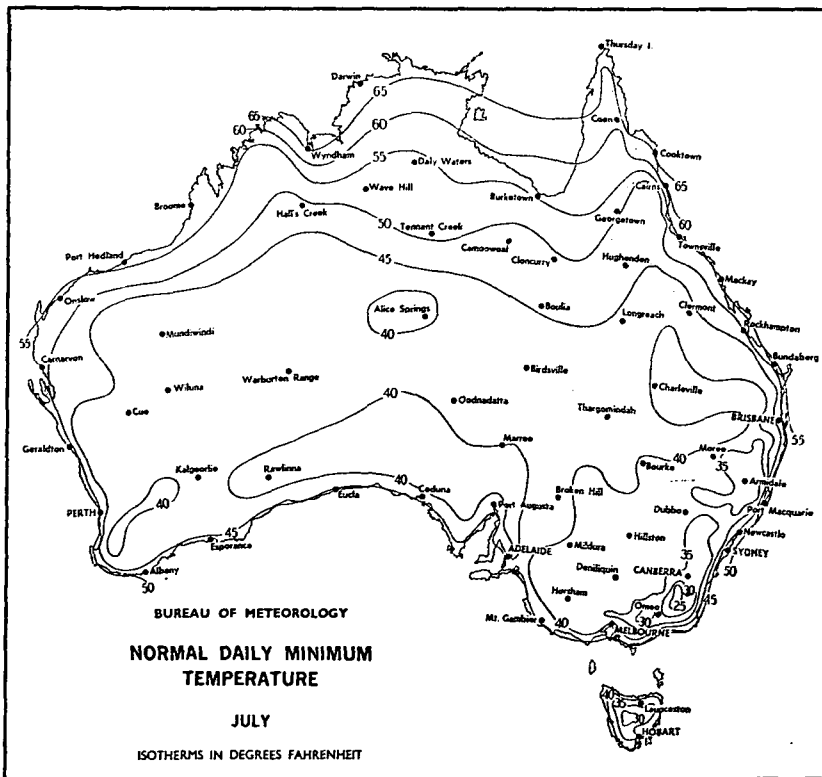 Thursday I.
Darwin
65
Coen
65
60
60
Wyndham
Cooktown
55
Daly Waters
Cairns
65
Wave Hill
Burketown
Broome
Hall's Creek
50
Georgetown
60
Tennant Creek
Townsville
Camooweal
45
Cloncurry
Hughenden
Port Hedland
Mackay
Onslow
Alice Springs
Boulia
Clermont
40
Longreach
Rockhampton
Mundiwindi
55
Bundaberg
Carnarvon
Warburton Range
Birdsville
Wiluna
40
Charleville
Oodnadatta
Cue
Thargomindah
BRISBANE
55
Geraldton
Marree
Moree
40
35
Kalgoorlie
Rawlinna
Bourke
40
Armidale
40
Eucla
Ceduna
Port Augusta
Broken Hill
Port Macquarie
PERTH
Dubbo
45
Hillston
Newcastle
Esperance
Mildura
35
SYDNEY
ADELAIDE
50
Albany
Deniliquin
CANBERRA
50
30
Horsham
25
45
Omeo
30
Mt. Gambier
40
MELBOURNE
BUREAU OF METEOROLOGY
NORMAL DAILY MINIMUM
TEMPERATURE
JULY
ISOTHERMS IN DEGREES FAHRENHEIT
40
35
Launceston
30
HOBART